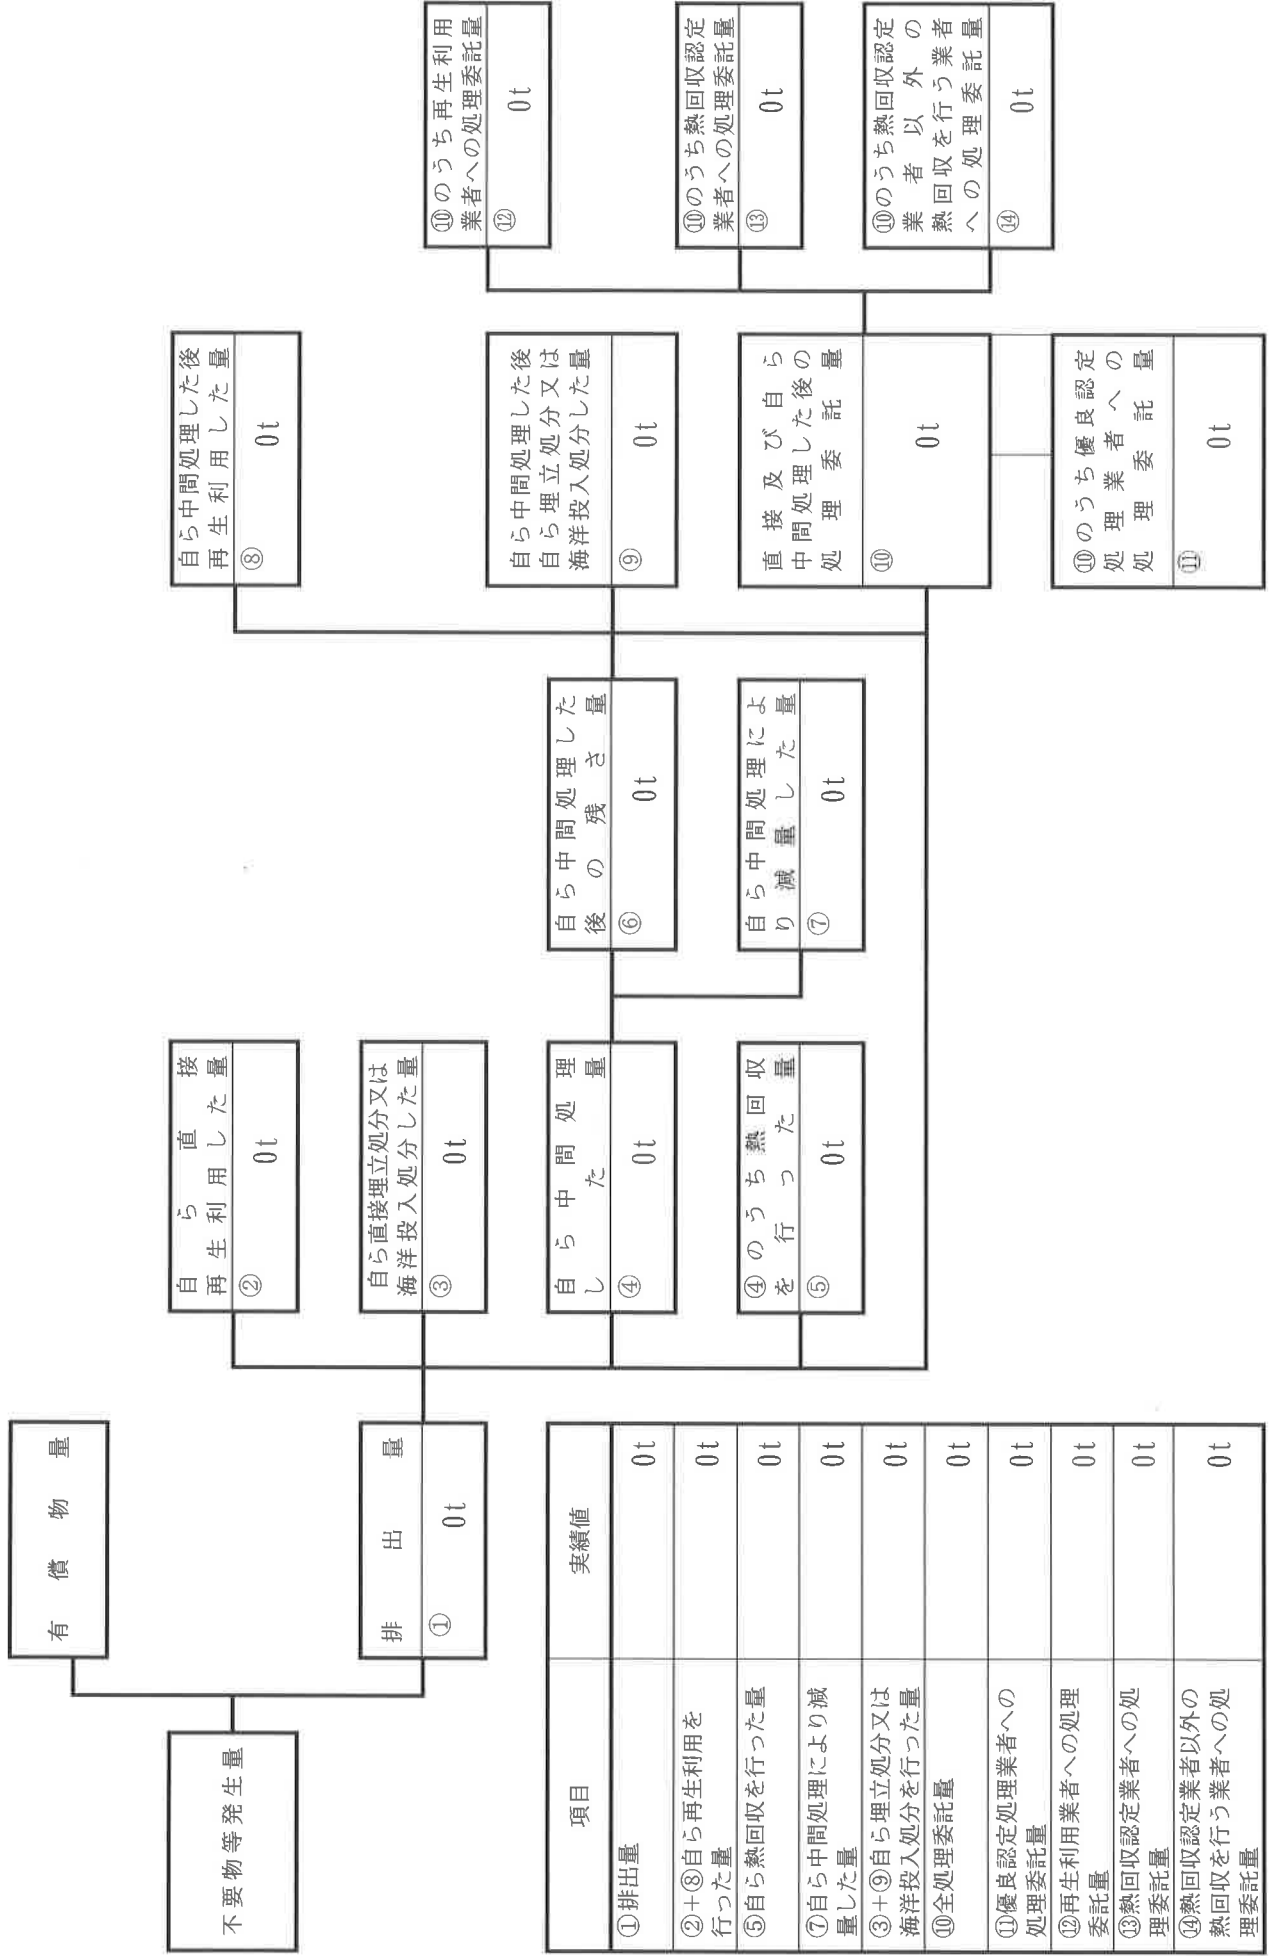 不要物等発生量
有償物量
排出量
①
0t
自ら直接
再生利用した量
②
0t
自ら直接埋立処分又は
海洋投入処分した量
③
0t
自ら中間処理
した量
④
0t
④のうち熱回収
を行った量
⑤
0t
自ら中間処理した
後の残さ量
⑥
0t
自ら中間処理によ
り減量した量
⑦
0t
自ら中間処理した後
再生利用した量
⑧
0t
自ら中間処理した後
自ら埋立処分又は
海洋投入処分した量
⑨
0t
直接及び自ら
中間処理した後の
処理委託量
⑩
0t
⑩のうち優良認定
処理業者への
処理委託量
⑪
0t
⑩のうち再生利用
業者への処理委託量
⑫
0t
⑩のうち熱回収認定
業者への処理委託量
⑬
0t
⑩のうち熱回収認定
業者以外の
熱回収を行う業者
への処理委託量
⑭
0t
項目 実績値
①排出量 0t
②+⑧自ら再生利用を
行った量 0t
⑤自ら熱回収を行った量 0t
⑦自ら中間処理により減
量した量 0t
③+⑨自ら埋立処分又は
海洋投入処分を行った量 0t
⑩全処理委託量 0t
⑪優良認定処理業者への
処理委託量 0t
⑫再生利用業者への処理
委託量 0t
⑬熱回収認定業者への処
理委託量 0t
⑭熱回収認定業者以外の
熱回収を行う業者への処
理委託量 0t